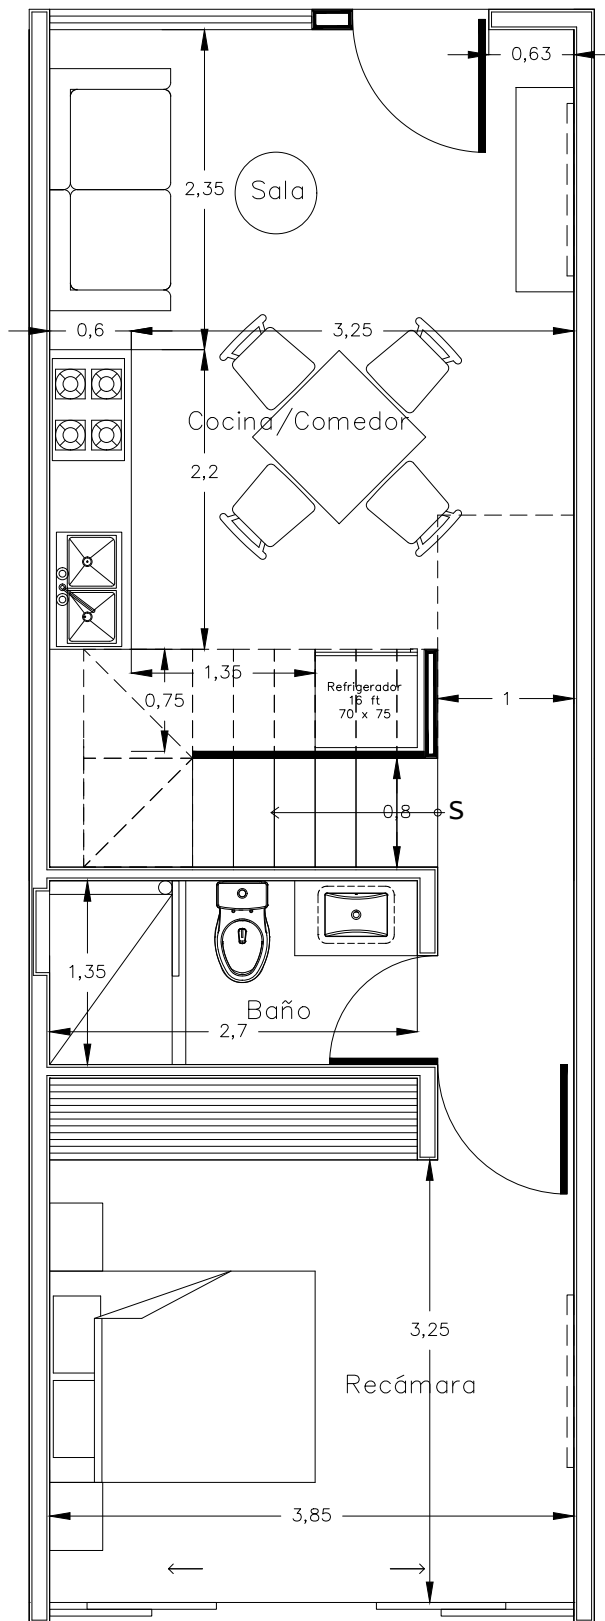 0,63
2,35
Sala
0,6
3,25
Cocina/Comedor
2,2
1,35
0,75
Refrigerador
16 ft
70 x 75
1
0,8
S
1,35
Baño
2,7
3,25
Recámara
3,85